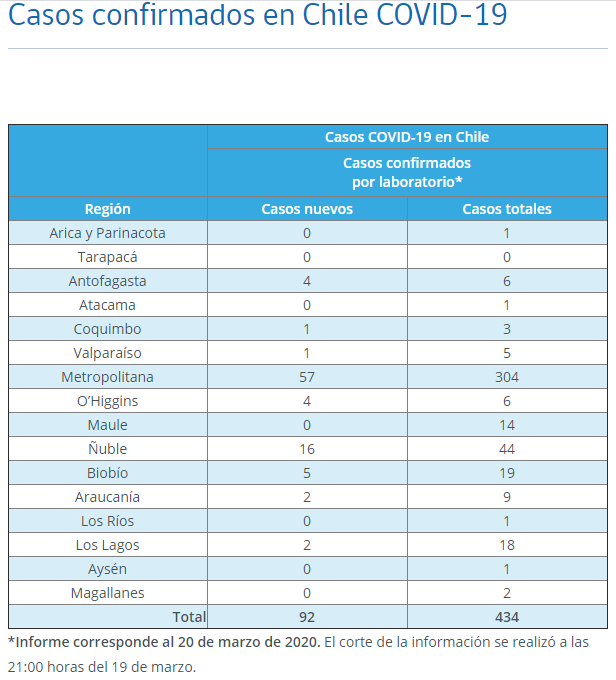 Casos confirmados en Chile COVID-19
Casos COVID-19 en Chile
Casos confirmados
por laboratorio*
Región Casos nuevos Casos totales
Arica y Parinacota 0 1
Tarapacá 0 0
Antofagasta 4 6
Atacama 0 1
Coquimbo 1 3
Valparaíso 1 5
Metropolitana 57 304
O’Higgins 4 6
Maule 0 14
Ñuble 16 44
Biobío 5 19
Araucanía 2 9
Los Ríos 0 1
Los Lagos 2 18
Aysén 0 1
Magallanes 0 2
Total 92 434
*Informe corresponde al 20 de marzo de 2020. El corte de la información se realizó a las
21:00 horas del 19 de marzo.